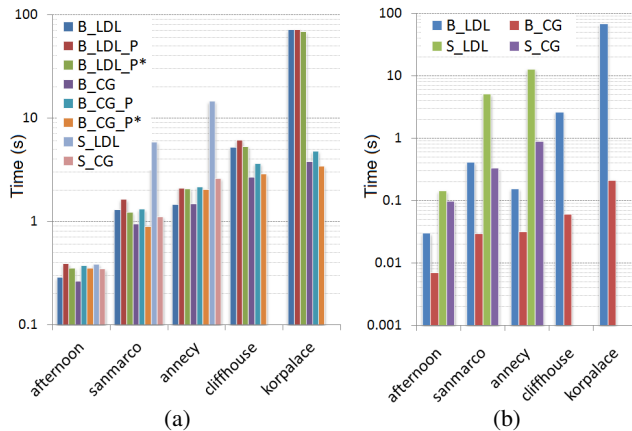 100
10
1
0.1
Time (s)
B_LDL
B_LDL_P
B_LDL_P*
B_CG
B_CG_P
B_CG_P*
S_LDL
S_CG
afternoon
sanmarco
annecy
cliffhouse
korpalace
(a)
100
10
1
0.1
0.01
0.001
Time (s)
B_LDL B_CG
S_LDL S_CG
afternoon
sanmarco
annecy
cliffhouse
korpalace
(b)